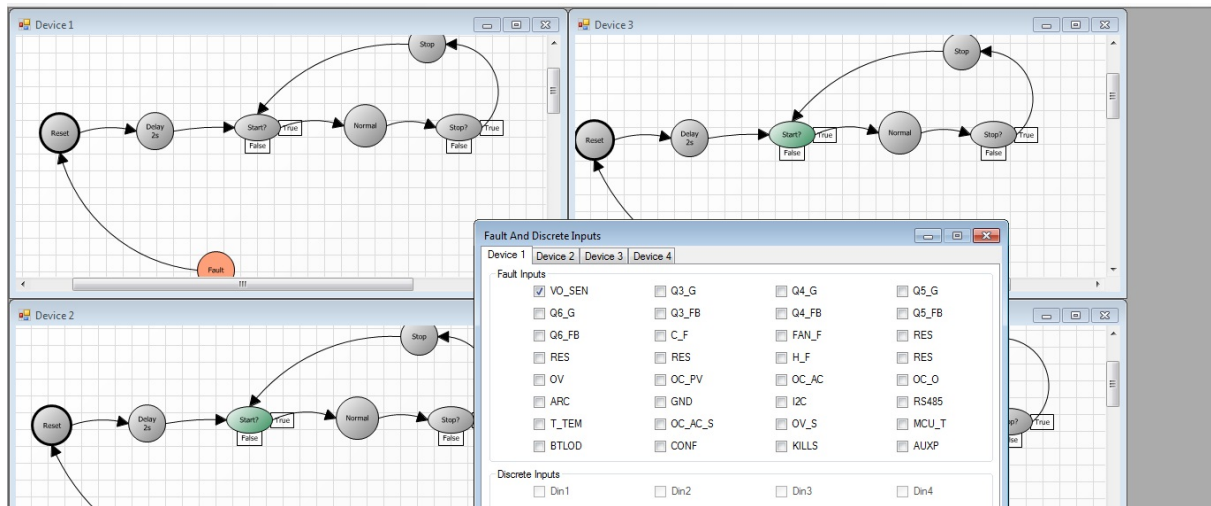 Device 1
Stop
Reset
Delay
2s
Start?
True
False
Normal
Stop?
True
False
Fault
Device 3
Stop
Reset
Delay
2s
Start?
True
False
Normal
Stop?
True
False
Device 2
Stop
Reset
Delay
2s
Start?
True
False
Normal
Stop?
False
Fault And Discrete Inputs
Device 1 Device 2 Device 3 Device 4
Fault Inputs
VO_SEN Q3_G Q4_G Q5_G
Q6_G Q3_FB Q4_FB Q5_FB
Q6_FB C_F FAN_F RES
RES RES H_F RES
OV OC_PV OC_AC OC_O
ARC GND I2C RS485
T_TEM OC_AC_S OV_S MCU_T
BTLOD CONF KILLS AUXP
Discrete Inputs
Din1 Din2 Din3 Din4
True